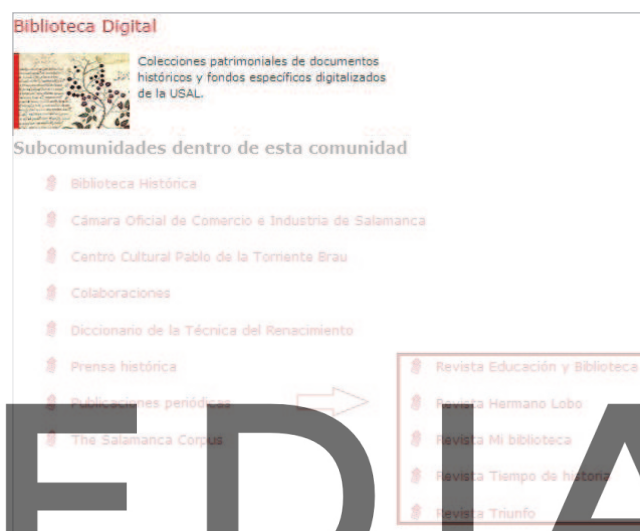 Biblioteca Digital
Colecciones patrimoniales de documentos
históricos y fondos específicos digitalizados
de la USAL.
Subcomunidades dentro de esta comunidad
Biblioteca Histórica
Cámara Oficial de Comercio e Industria de Salamanca
Centro Cultural Pablo de la Torriente Brau
Colaboraciones
Diccionario de la Técnica del Renacimiento
Prensa histórica
Publicaciones periódicas
The Salamanca Corpus
Revista Educación y Biblioteca
Revista Hermano Lobo
Revista Mi biblioteca
Revista Tiempo de historia
Revista Triunfo
EDIA